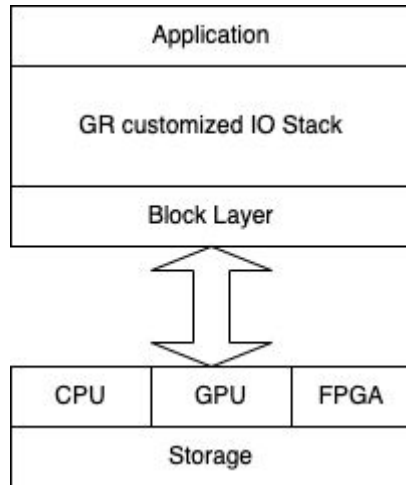 Application
GR customized IO Stack
Block Layer
CPU GPU FPGA
Storage